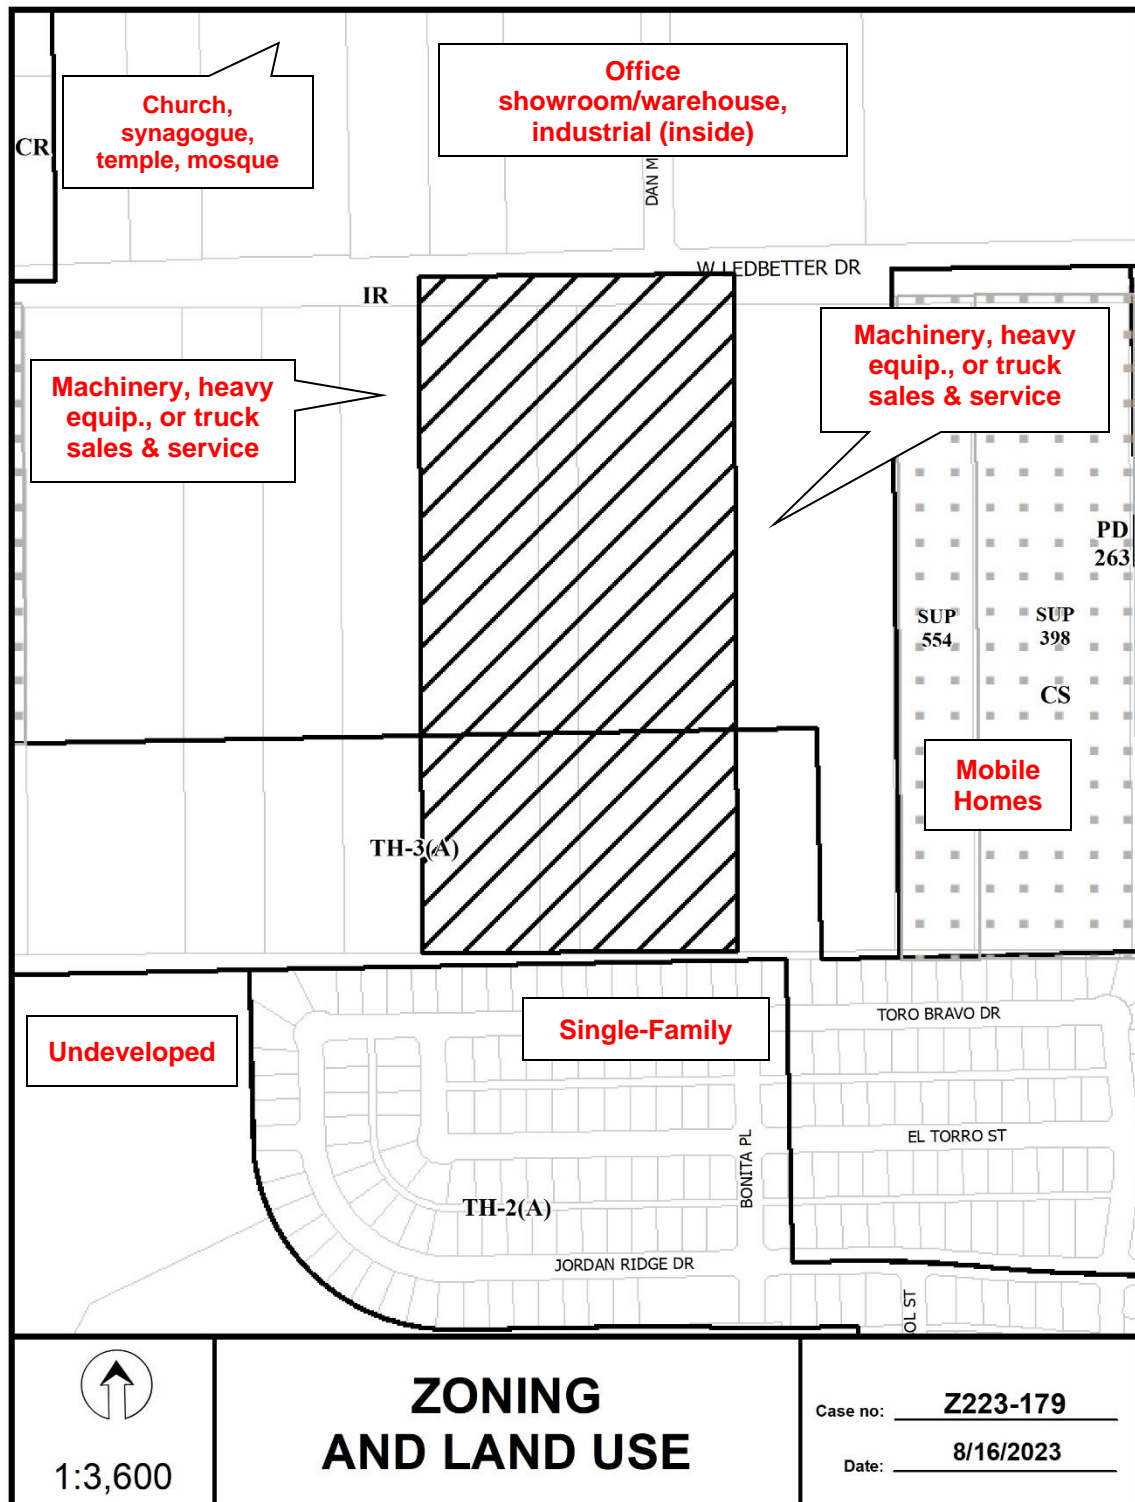 Church,
synagogue,
temple, mosque
Office
showroom/warehouse,
industrial (inside)
CR
DAN M
W LEDBETTER DR
IR
Machinery, heavy
equip., or truck
sales & service
Machinery, heavy
equip., or truck
sales & service
PD
263
SUP
554
SUP
398
CS
Mobile
Homes
TH-3(A)
Undeveloped
Single-Family
TORO BRAVO DR
EL TORRO ST
BONITA PL
TH-2(A)
JORDAN RIDGE DR
OL ST
1:3,600
ZONING
AND LAND USE
Case no: Z223-179
Date: 8/16/2023